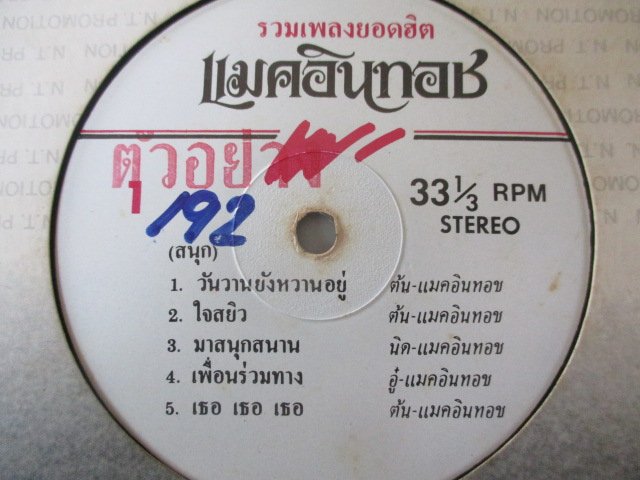 รวมเพลงยอดฮิต
แมคอินทอช
ตัวอย่าง
1
192
33 1/3 RPM
STEREO
(สนุก)
1. วันวานยังหวานอยู่ ต้น-แมคอินทอช
2. ใจสยิว ต้น-แมคอินทอช
3. มาสนุกสนาน นิด-แมคอินทอช
4. เพื่อนร่วมทาง อู๋-แมคอินทอช
5. เธอ เธอ เธอ ต้น-แมคอินทอช
N.T. PROMOTION